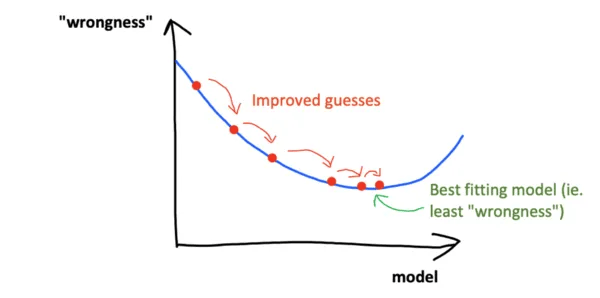 "wrongness"
Improved guesses
Best fitting model (ie.
least "wrongness")
model